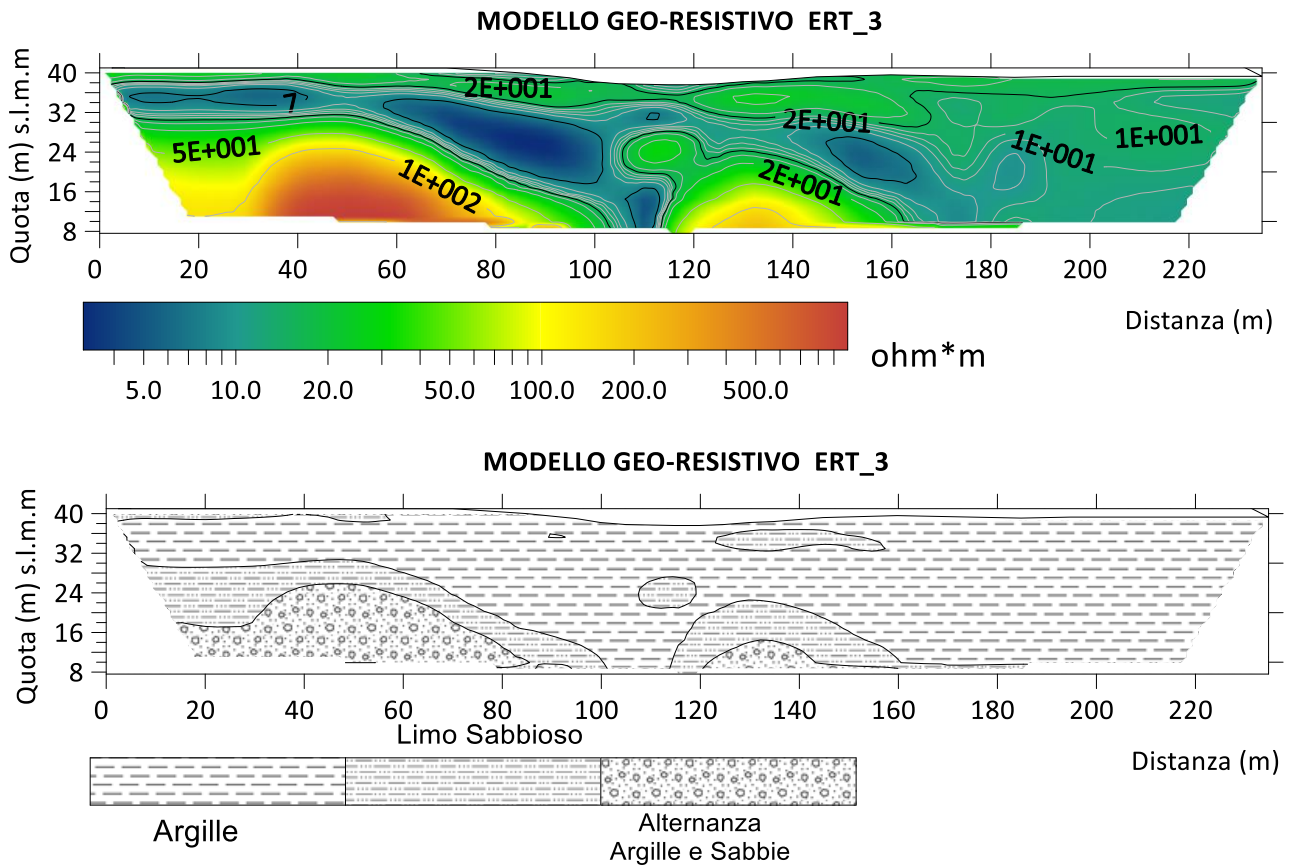 MODELLO GEO-RESISTIVO ERT_3
Quota (m) s.l.m.m
40
32
24
16
8
7
2E+001
2E+001
5E+001
1E+002
2E+001
1E+001
1E+001
0 20 40 60 80 100 120 140 160 180 200 220
Distanza (m)
ohm*m
5.0 10.0 20.0 50.0 100.0 200.0 500.0
MODELLO GEO-RESISTIVO ERT_3
Quota (m) s.l.m.m
40
32
24
16
8
0 20 40 60 80 100 120 140 160 180 200 220
Limo Sabbioso
Distanza (m)
Argille
Alternanza
Argille e Sabbie